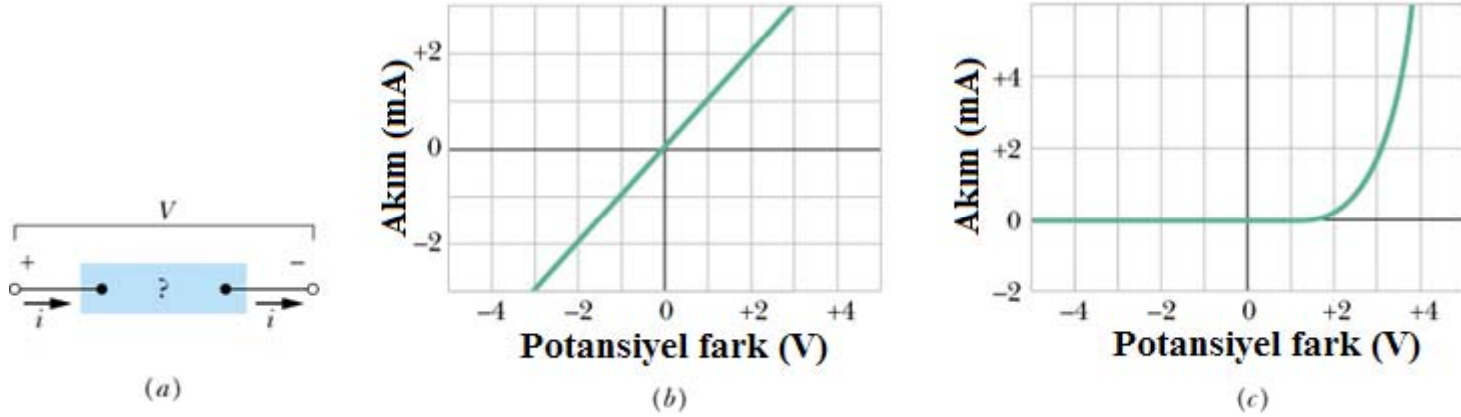 V
+
−
?
i
i
(a)
Akım (mA)
+2
0
−2
−4
−2
0
+2
+4
Potansiyel fark (V)
(b)
Akım (mA)
+4
+2
0
−2
−4
−2
0
+2
+4
Potansiyel fark (V)
(c)